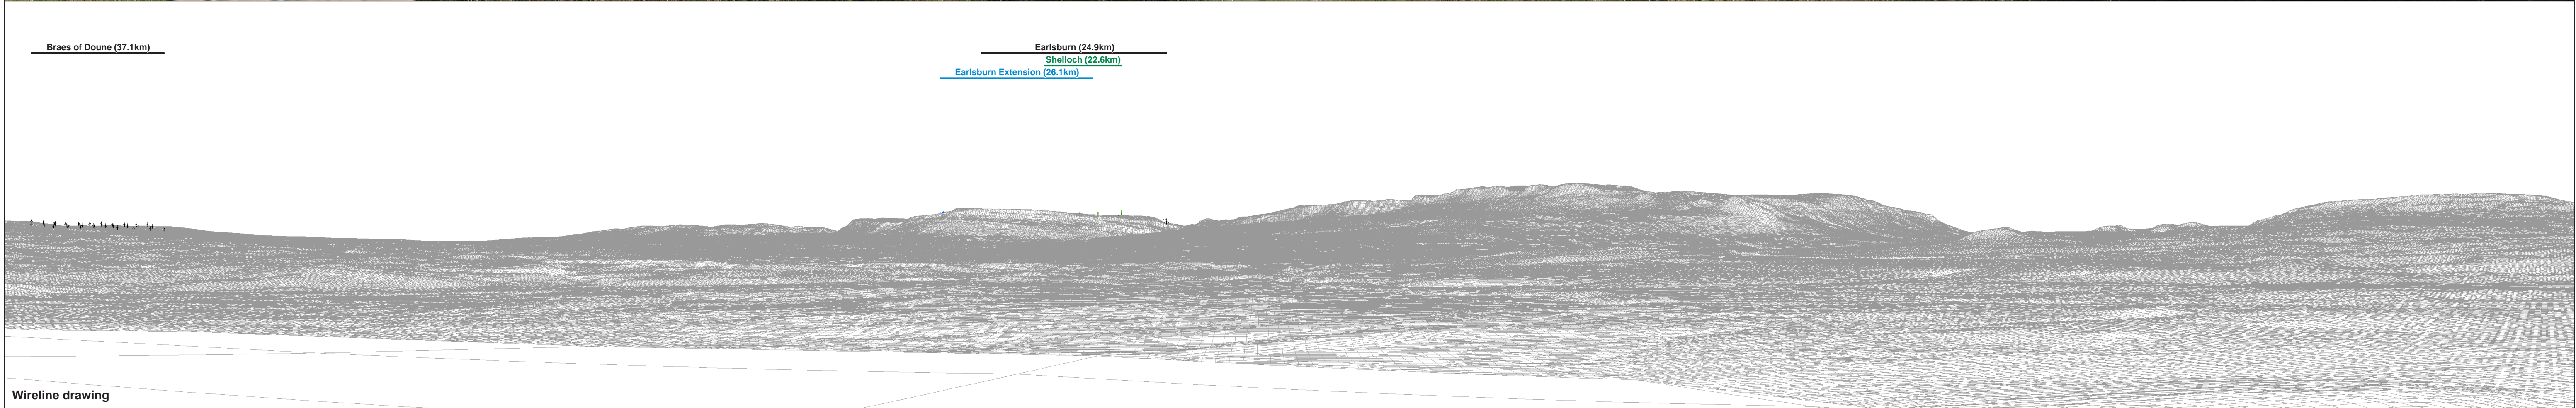 Braes of Doune (37.1km)
Earlsburn (24.9km)
Shelloch (22.6km)
Earlsburn Extension (26.1km)
Wireline drawing